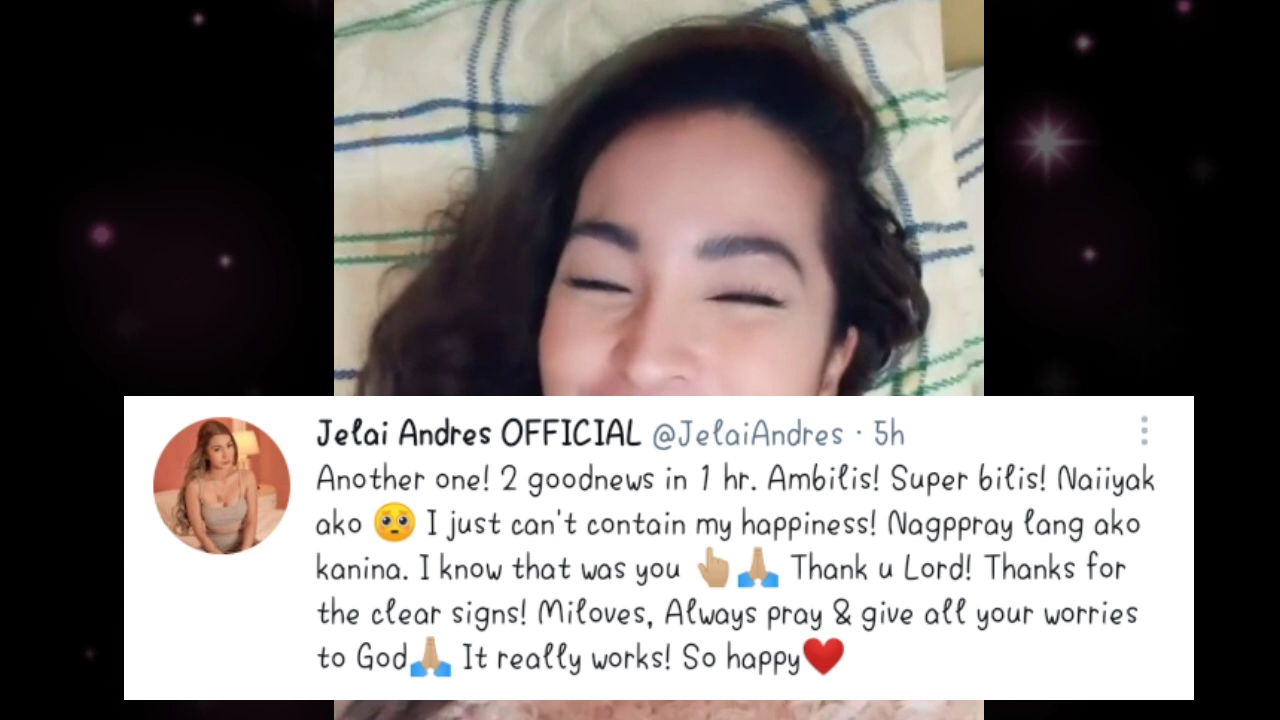 Jelai Andres OFFICIAL @JelaiAndres · 5h
Another one! 2 goodnews in 1 hr. Ambilis! Super bilis! Naiiyak
ako 🥺 I just can't contain my happiness! Nagppray lang ako
kanina. I know that was you 👆🏼🙏🏼 Thank u Lord! Thanks for
the clear signs! Miloves, Always pray & give all your worries
to God🙏🏼 It really works! So happy❤️